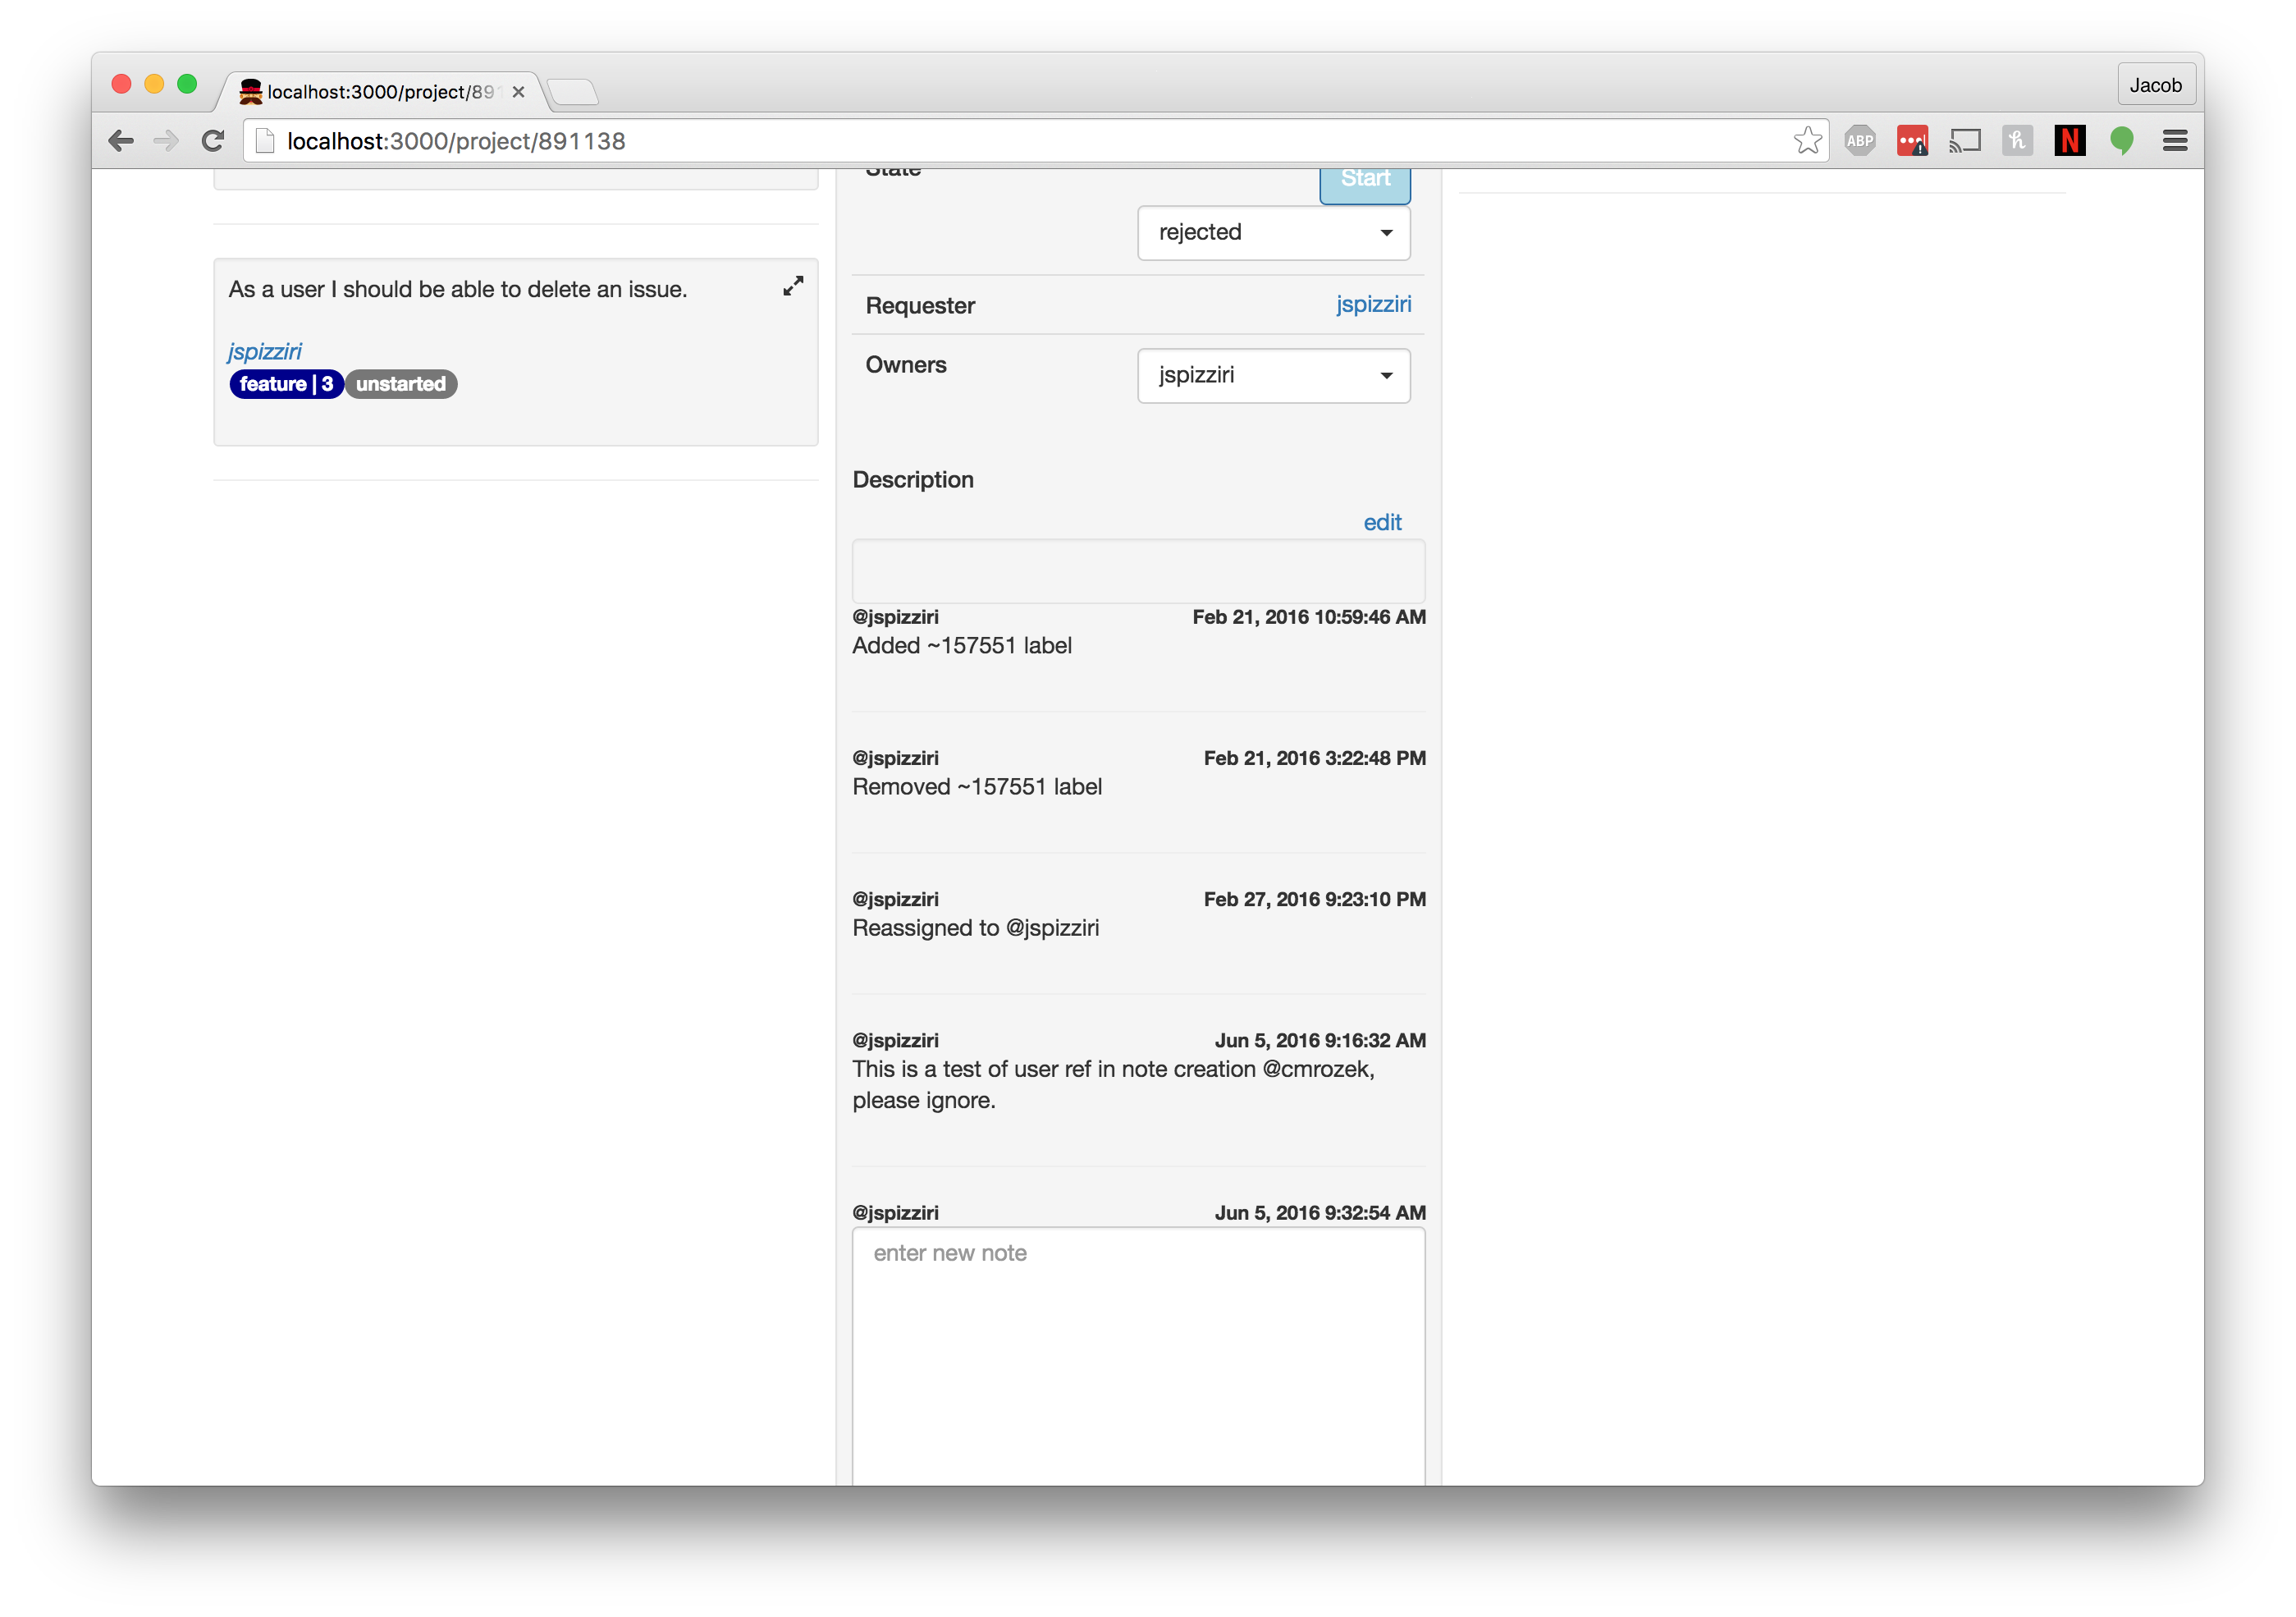 localhost:3000/project/891
Jacob
localhost:3000/project/891138
ABP
N
State
Start
rejected
As a user I should be able to delete an issue.
jspizziri
feature | 3 unstarted
Requester jspizziri
Owners jspizziri
Description
edit
@jspizziri Feb 21, 2016 10:59:46 AM
Added ~157551 label
@jspizziri Feb 21, 2016 3:22:48 PM
Removed ~157551 label
@jspizziri Feb 27, 2016 9:23:10 PM
Reassigned to @jspizziri
@jspizziri Jun 5, 2016 9:16:32 AM
This is a test of user ref in note creation @cmrozek,
please ignore.
@jspizziri Jun 5, 2016 9:32:54 AM
enter new note